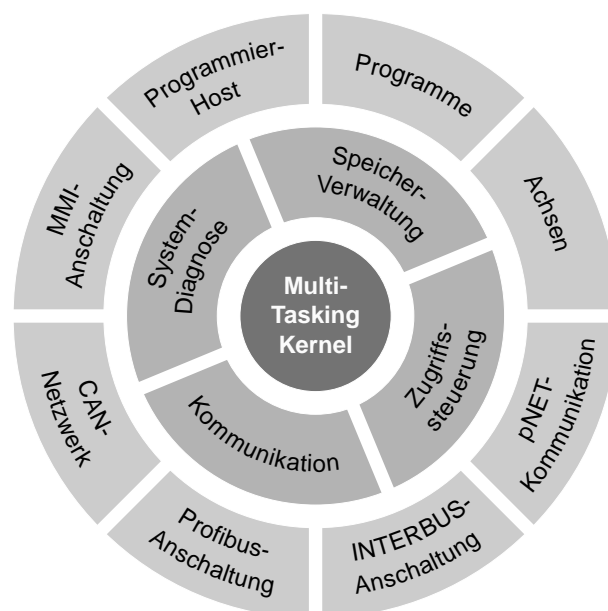 Programmier-
Host
Programme
Achsen
pNET-
Kommunikation
INTERBUS-
Anschaltung
Profibus-
Anschaltung
CAN-
Netzwerk
MMI-
Anschaltung
Speicher-
Verwaltung
Zugriffs-
steuerung
Kommunikation
System-
Diagnose
Multi-
Tasking
Kernel